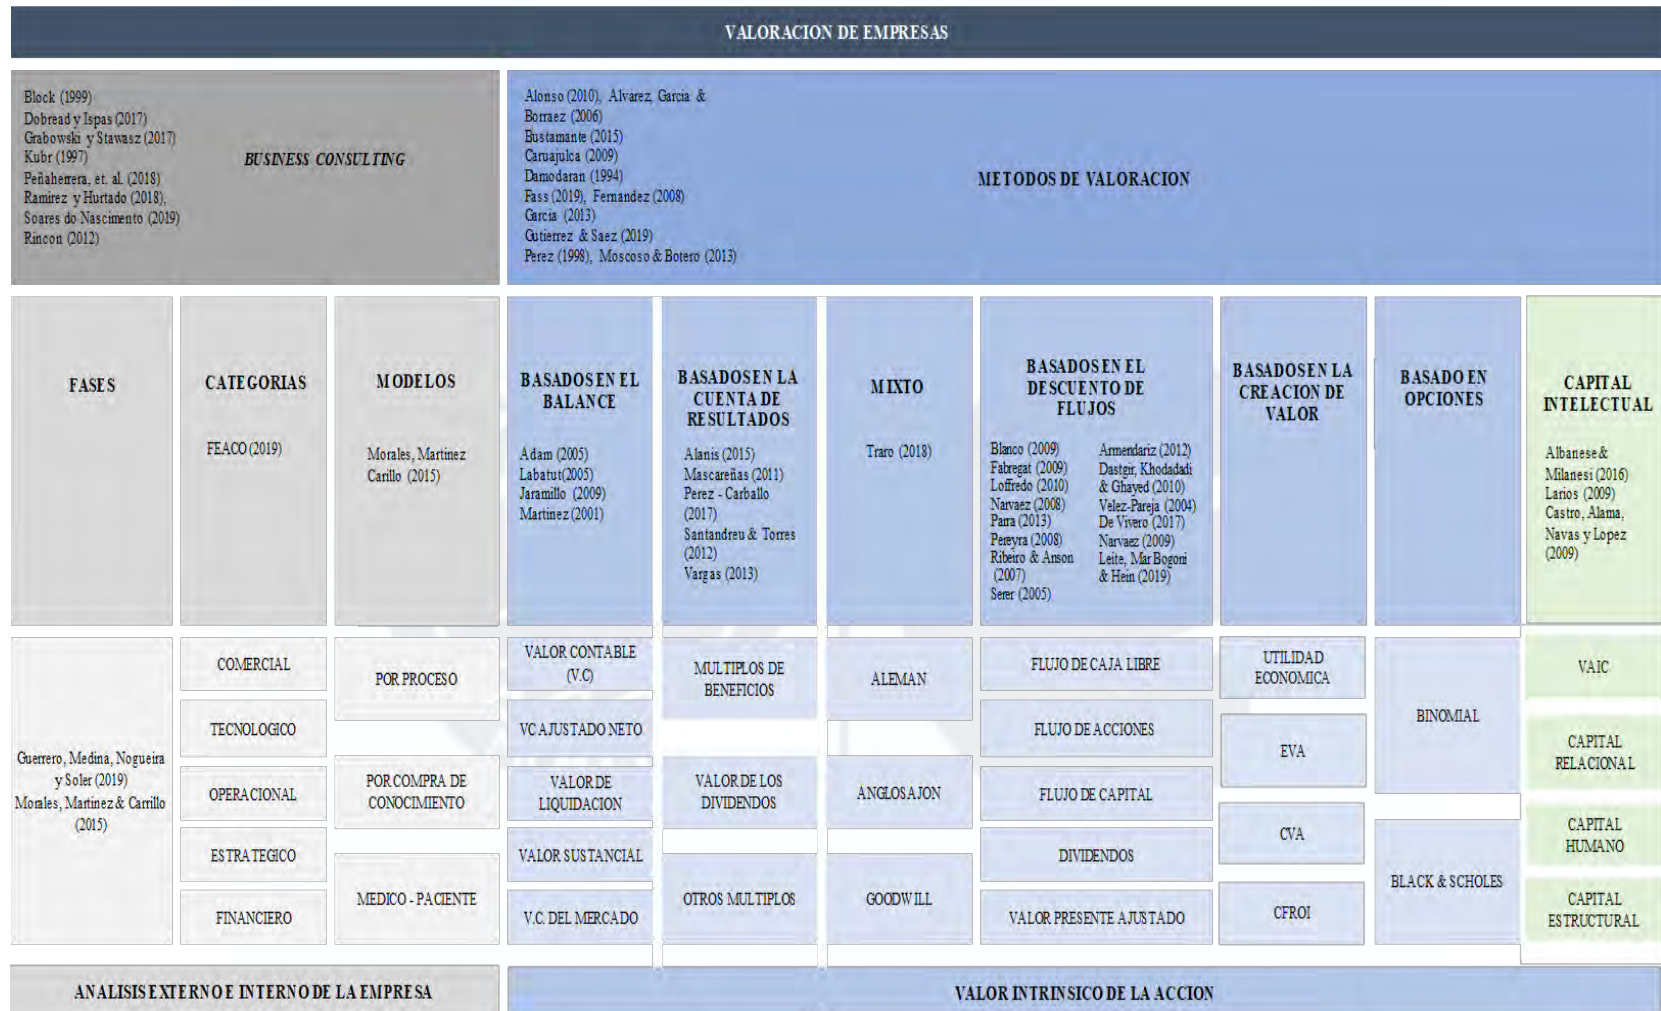 VALORACION DE EMPRESAS
Block (1999)
Dobread y Ispas (2017)
Grabowski y Stawasz (2017)
Kubr (1997)
Peñaherrera, et. al. (2018)
Ramirez y Hurtado (2018),
Soares do Nascimento (2019)
Rincon (2012)
BUSINESS CONSULTING
Alonso (2010), Alvarez, Garcia &
Borraez (2006)
Bustamante (2015)
Caruajulca (2009)
Damodaran (1994)
Fass (2019), Fernandez (2008)
Garcia (2013)
Gutierrez & Saez (2019)
Perez (1998), Moscoso & Botero (2013)
METODOS DE VALORACION
FASES
CATEGORIAS
FEACO (2019)
MODELOS
Morales, Martinez
Carillo (2015)
BASADOS EN EL
BALANCE
Adam (2005)
Labatut(2005)
Jaramillo (2009)
Martinez (2001)
BASADOS EN LA
CUENTA DE
RESULTADOS
Alanis (2015)
Mascareñas (2011)
Perez - Carballo
(2017)
Santandreu & Torres
(2012)
Vargas (2013)
MIXTO
Traro (2018)
BASADOS EN EL
DESCUENTO DE
FLUJOS
Blanco (2009)
Fabregat (2009)
Loffredo (2010)
Narvaez (2008)
Parra (2013)
Pereyra (2008)
Ribeiro & Anson
(2007)
Serer (2005)
Armendariz (2012)
Dastgir, Khodadadi
& Ghayed (2010)
Velez-Pareja (2004)
De Vivero (2017)
Narvaez (2009)
Leite, Mar Bogoni
& Hein (2019)
BASADOS EN LA
CREACION DE
VALOR
BASADO EN
OPCIONES
CAPITAL
INTELECTUAL
Albanese &
Milanesi (2016)
Larios (2009)
Castro, Alama,
Navas y Lopez
(2009)
Guerrero, Medina, Nogueira
y Soler (2019)
Morales, Martinez & Carrillo
(2015)
COMERCIAL
TECNOLOGICO
OPERACIONAL
ESTRATEGICO
FINANCIERO
POR PROCESO
POR COMPRA DE
CONOCIMIENTO
MEDICO - PACIENTE
VALOR CONTABLE
(V.C)
VC AJUSTADO NETO
VALOR DE
LIQUIDACION
VALOR SUSTANCIAL
V.C. DEL MERCADO
MULTIPLOS DE
BENEFICIOS
VALOR DE LOS
DIVIDENDOS
OTROS MULTIPLOS
ALEMAN
ANGLOSAJON
GOODWILL
FLUJO DE CAJA LIBRE
FLUJO DE ACCIONES
FLUJO DE CAPITAL
DIVIDENDOS
VALOR PRESENTE AJUSTADO
UTILIDAD
ECONOMICA
EVA
CVA
CFROI
BINOMIAL
BLACK & SCHOLES
VAIC
CAPITAL
RELACIONAL
CAPITAL
HUMANO
CAPITAL
ESTRUCTURAL
ANALISIS EXTERNO E INTERNO DE LA EMPRESA
VALOR INTRINSICO DE LA ACCION